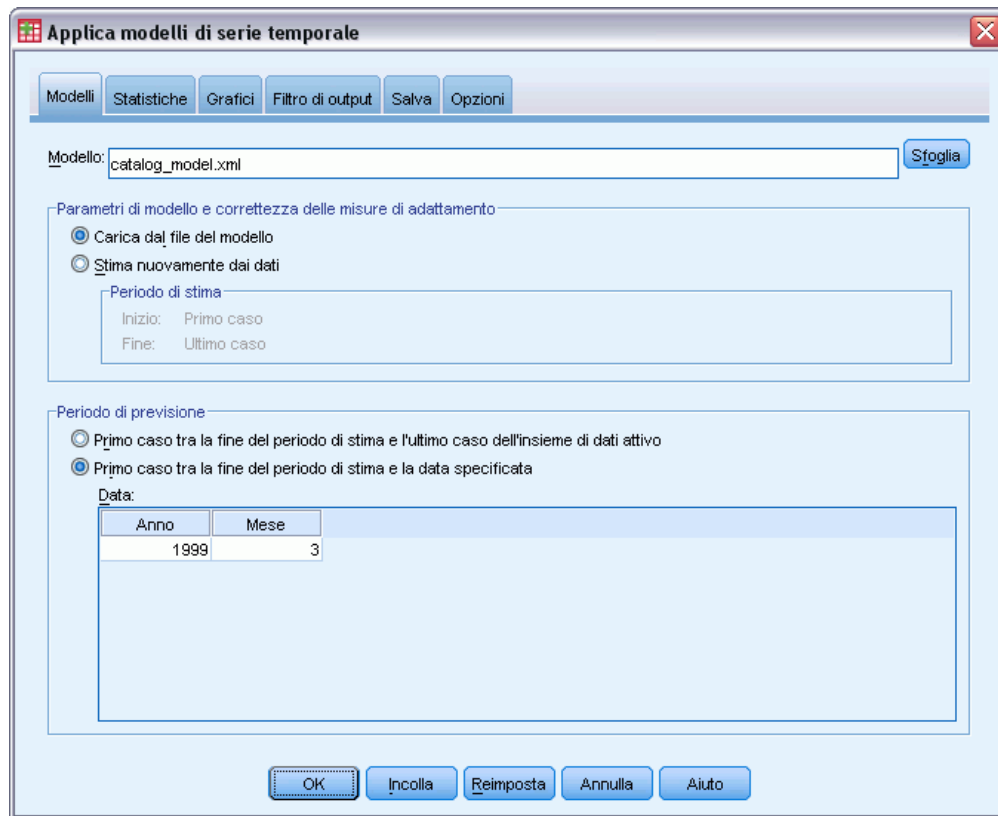 Applica modelli di serie temporale
Modelli Statistiche Grafici Filtro di output Salva Opzioni
Modello: catalog_model.xml Sfoglia
Parametri di modello e correttezza delle misure di adattamento
Carica dal file del modello
Stima nuovamente dai dati
Periodo di stima
Inizio: Primo caso
Fine: Ultimo caso
Periodo di previsione
Primo caso tra la fine del periodo di stima e l'ultimo caso dell'insieme di dati attivo
Primo caso tra la fine del periodo di stima e la data specificata
Data:
Anno Mese
1999 3
OK Incolla Reimposta Annulla Aiuto